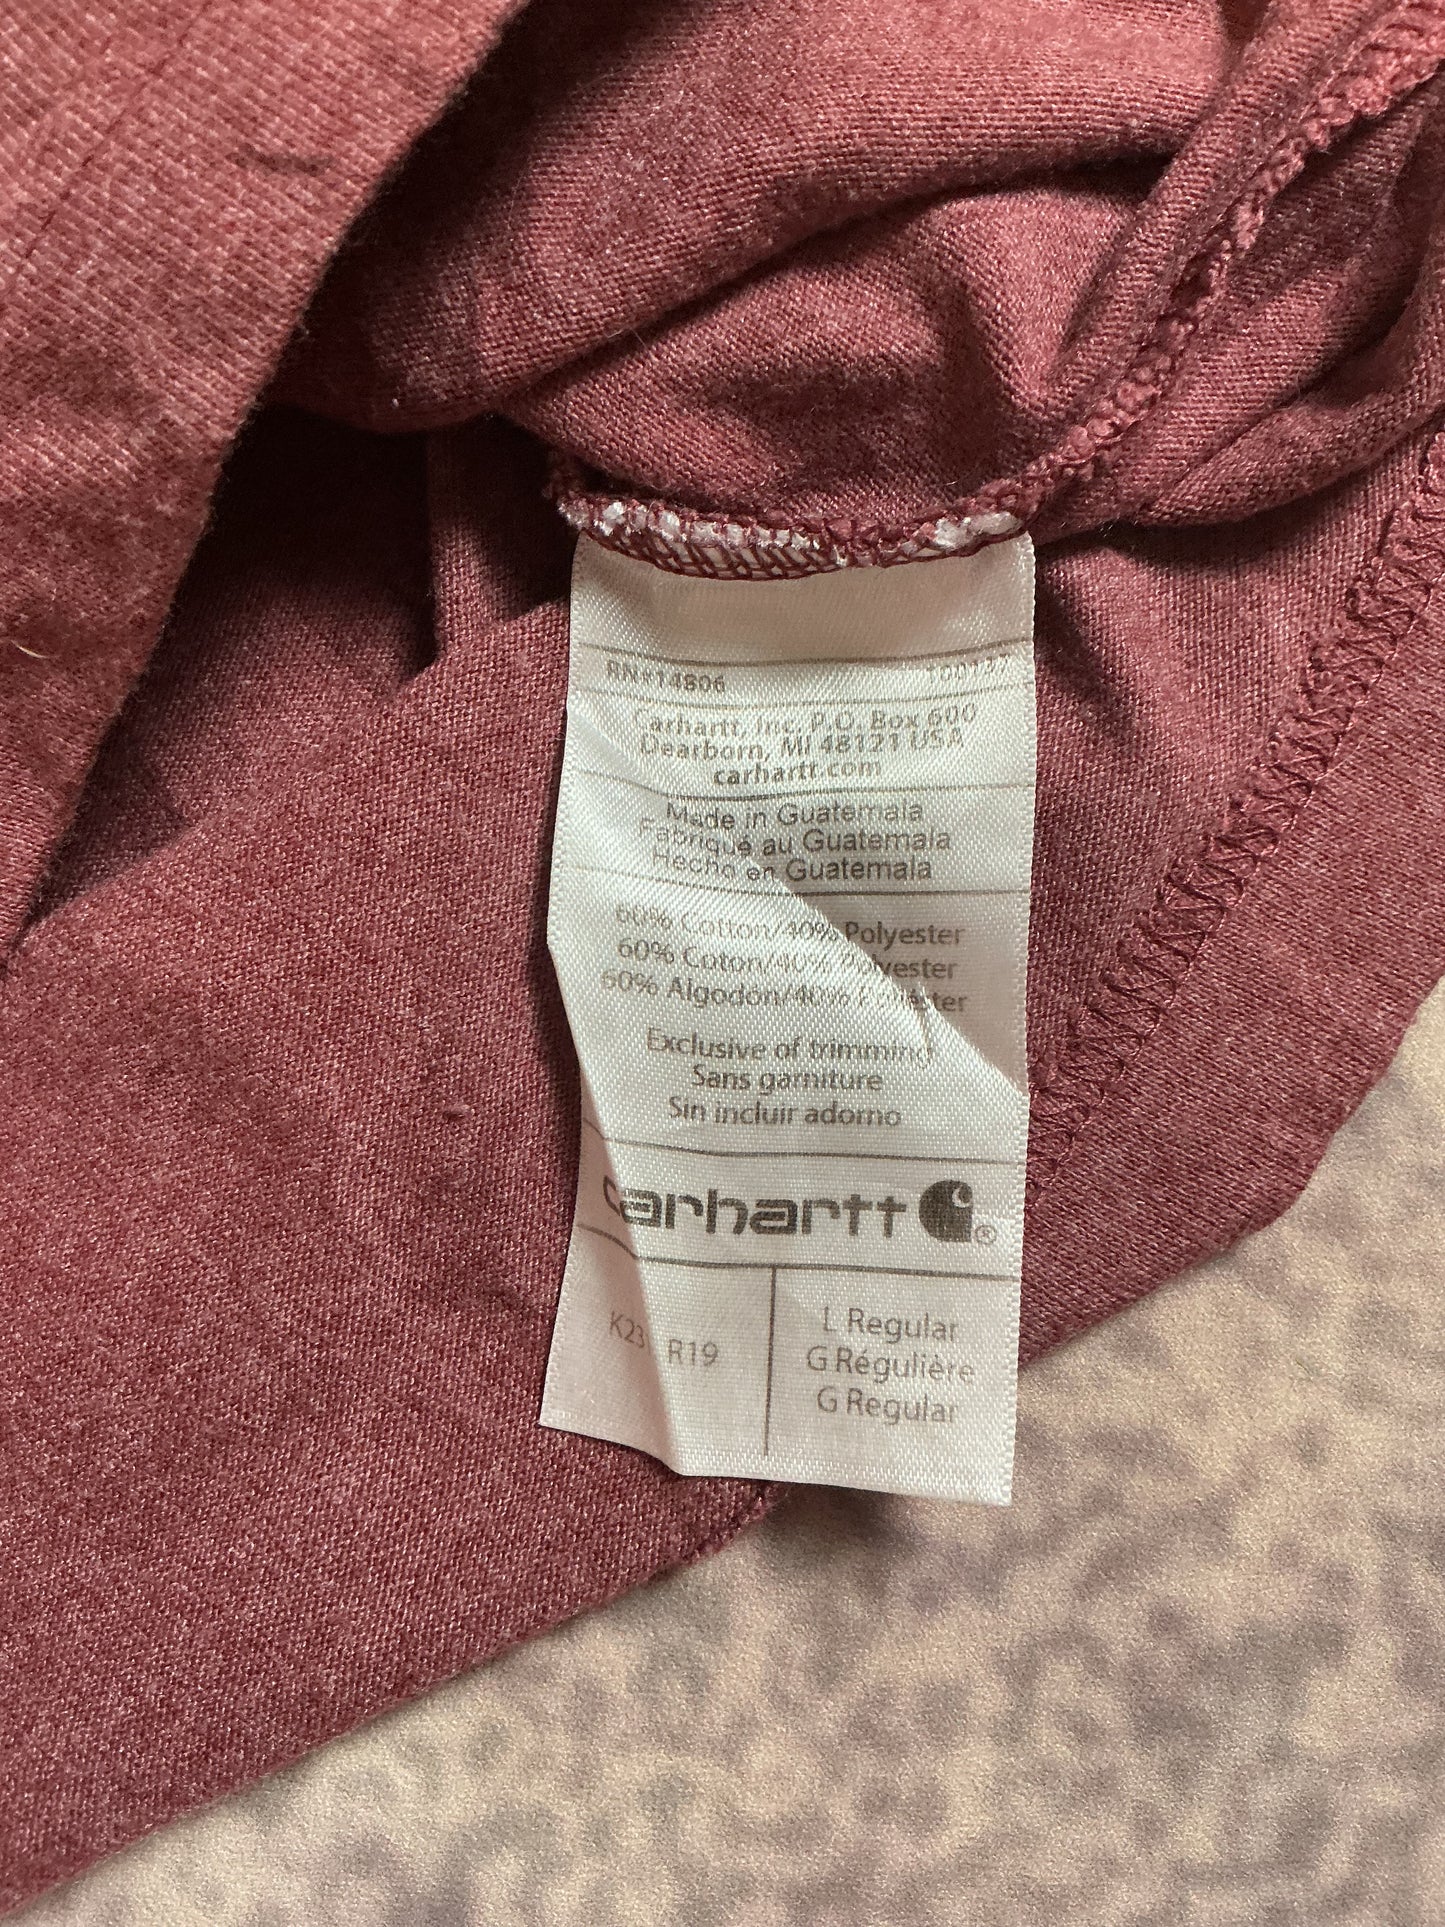 RN#14806
Carhartt, Inc. P.O. Box 600
Dearborn, MI 48121 USA
carhartt.com
Made in Guatemala
Fabriqué au Guatemala
Hecho en Guatemala
60% Cotton/40% Polyester
60% Coton/40% Polyester
60% Algodon/40% Poliéster
Exclusive of trimming
Sans garniture
Sin incluir adorno
carhartt ®
R19
L Regular
G Régulière
G Regular